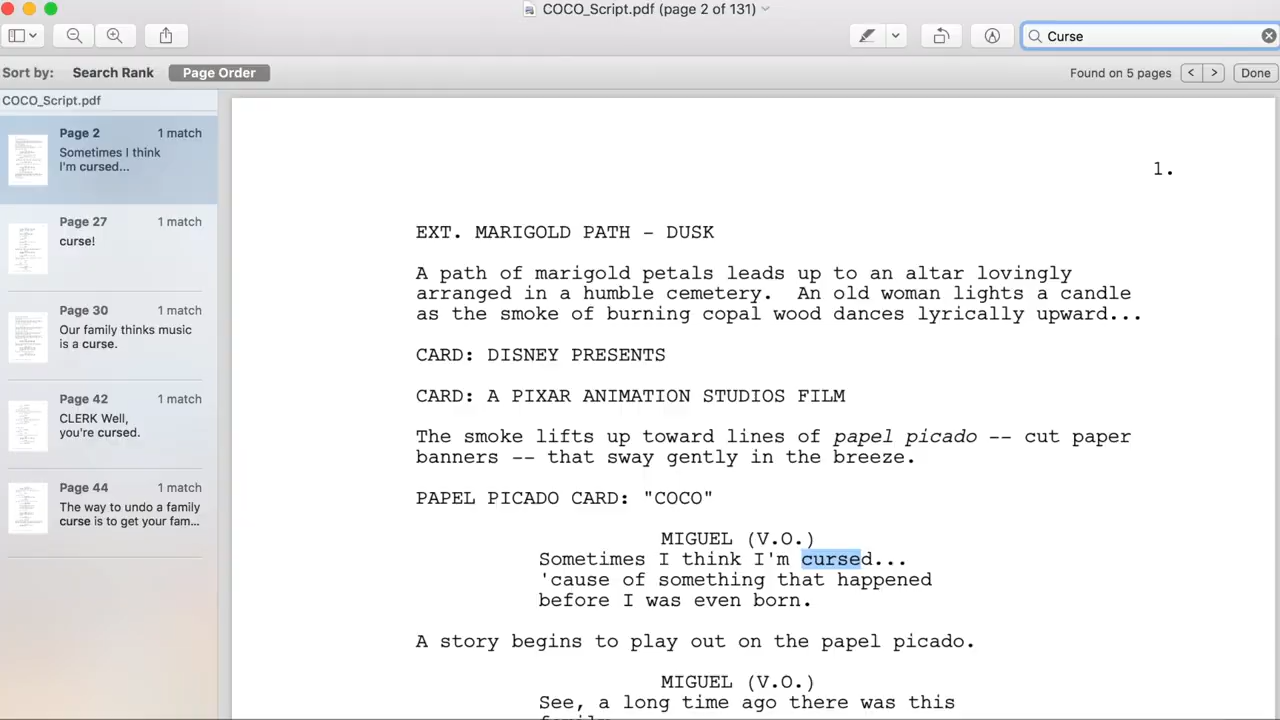 COCO_Script.pdf (page 2 of 131)
Curse
Sort by: Search Rank Page Order
Found on 5 pages
Done
COCO_Script.pdf
Page 2 1 match
Sometimes I think
I'm cursed...
Page 27 1 match
curse!
Page 30 1 match
Our family thinks music
is a curse.
Page 42 1 match
CLERK Well,
you're cursed.
Page 44 1 match
The way to undo a family
curse is to get your fam...
1.
EXT. MARIGOLD PATH - DUSK
A path of marigold petals leads up to an altar lovingly
arranged in a humble cemetery. An old woman lights a candle
as the smoke of burning copal wood dances lyrically upward...
CARD: DISNEY PRESENTS
CARD: A PIXAR ANIMATION STUDIOS FILM
The smoke lifts up toward lines of papel picado -- cut paper
banners -- that sway gently in the breeze.
PAPEL PICADO CARD: "COCO"
MIGUEL (V.O.)
Sometimes I think I'm cursed...
'cause of something that happened
before I was even born.
A story begins to play out on the papel picado.
MIGUEL (V.O.)
See, a long time ago there was this